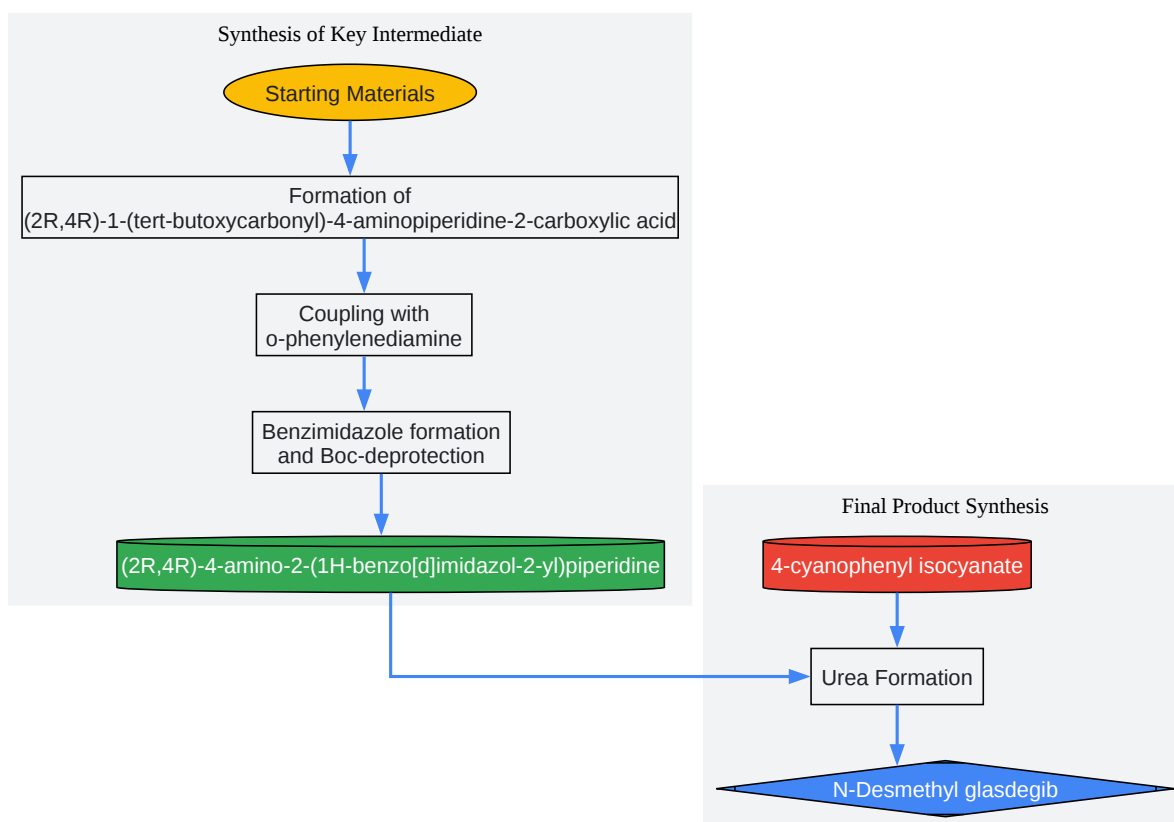 Synthesis of Key Intermediate
Starting Materials
Formation of
(2R,4R)-1-(tert-butoxycarbonyl)-4-aminopiperidine-2-carboxylic acid
Coupling with
o-phenylenediamine
Benzimidazole formation
and Boc-deprotection
(2R,4R)-4-amino-2-(1H-benzo[d]imidazol-2-yl)piperidine
Final Product Synthesis
4-cyanophenyl isocyanate
Urea Formation
N-Desmethyl glasdegib